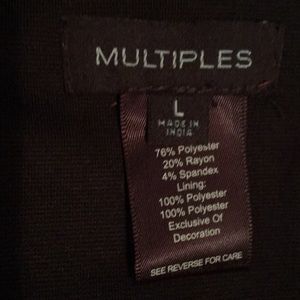 MULTIPLES
L
MADE IN
INDIA
76% Polyester
20% Rayon
4% Spandex
Lining:
100% Polyester
100% Polyester
Exclusive Of
Decoration
SEE REVERSE FOR CARE